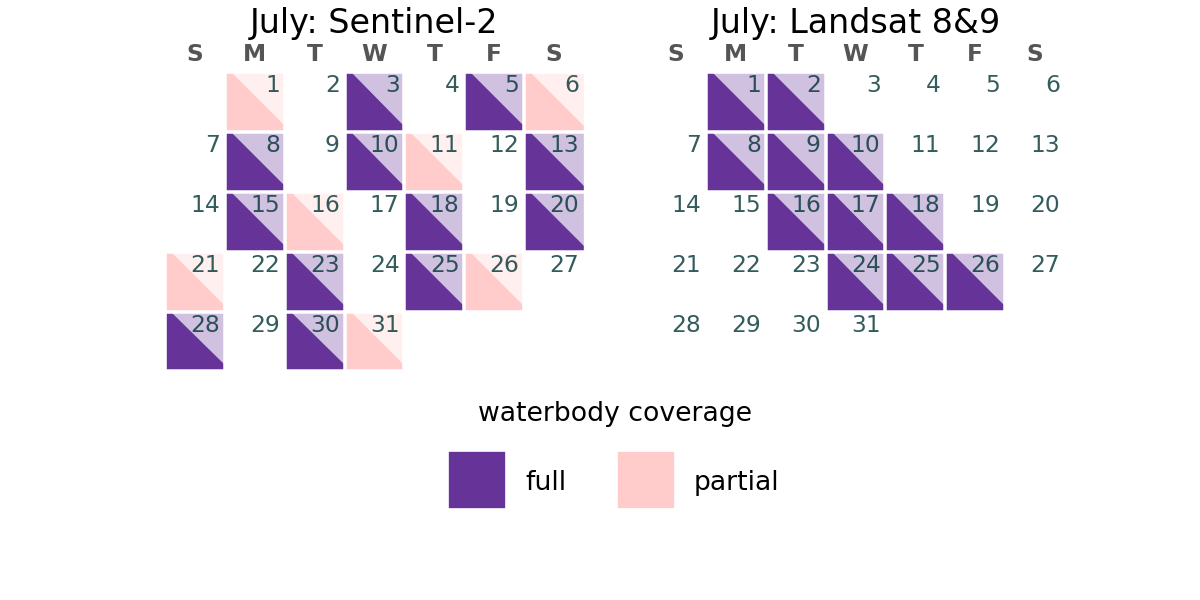 July: Sentinel-2
S M T W T F S
1 2 3 4 5 6
7 8 9 10 11 12 13
14 15 16 17 18 19 20
21 22 23 24 25 26 27
28 29 30 31
July: Landsat 8&9
S M T W T F S
1 2 3 4 5 6
7 8 9 10 11 12 13
14 15 16 17 18 19 20
21 22 23 24 25 26 27
28 29 30 31
waterbody coverage
full partial